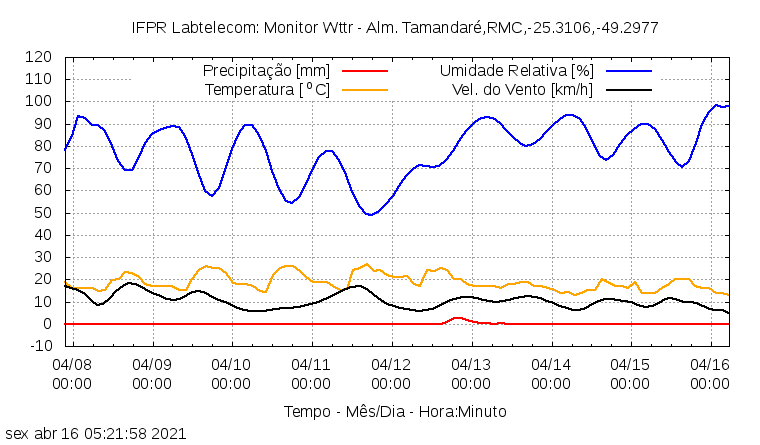 IFPR Labtelecom: Monitor Wttr - Alm. Tamandaré,RMC,-25.3106,-49.2977
Precipitação [mm] Umidade Relativa [%]
Temperatura [⁰C] Vel. do Vento [km/h]
120
110
100
90
80
70
60
50
40
30
20
10
0
-10
04/08 04/09 04/10 04/11 04/12 04/13 04/14 04/15 04/16
00:00 00:00 00:00 00:00 00:00 00:00 00:00 00:00 00:00
Tempo - Mês/Dia - Hora:Minuto
sex abr 16 05:21:58 2021